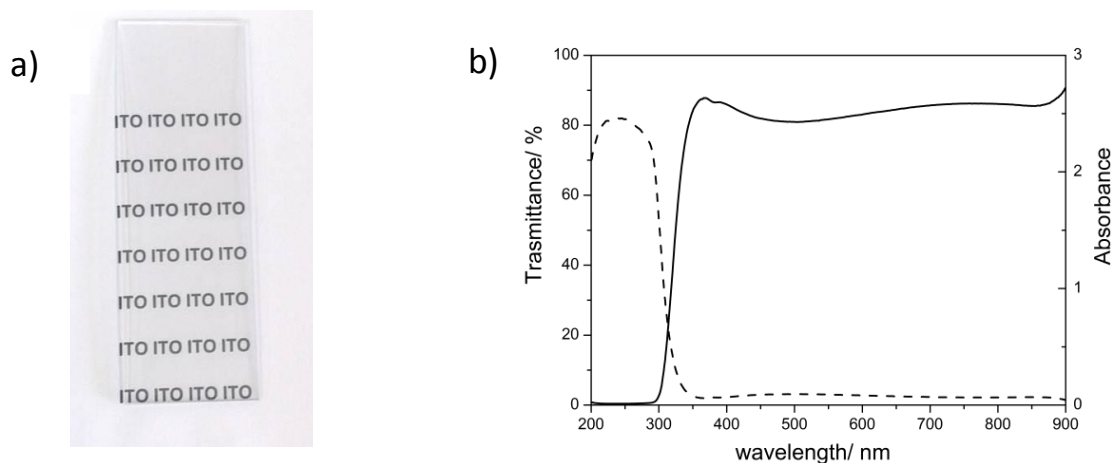 a)
ITO ITO ITO ITO
ITO ITO ITO ITO
ITO ITO ITO ITO
ITO ITO ITO ITO
ITO ITO ITO ITO
ITO ITO ITO ITO
ITO ITO ITO ITO
b)
100
80
60
40
20
0
Trasmittance/ %
3
2
1
0
Absorbance
200 300 400 500 600 700 800 900
wavelength/ nm